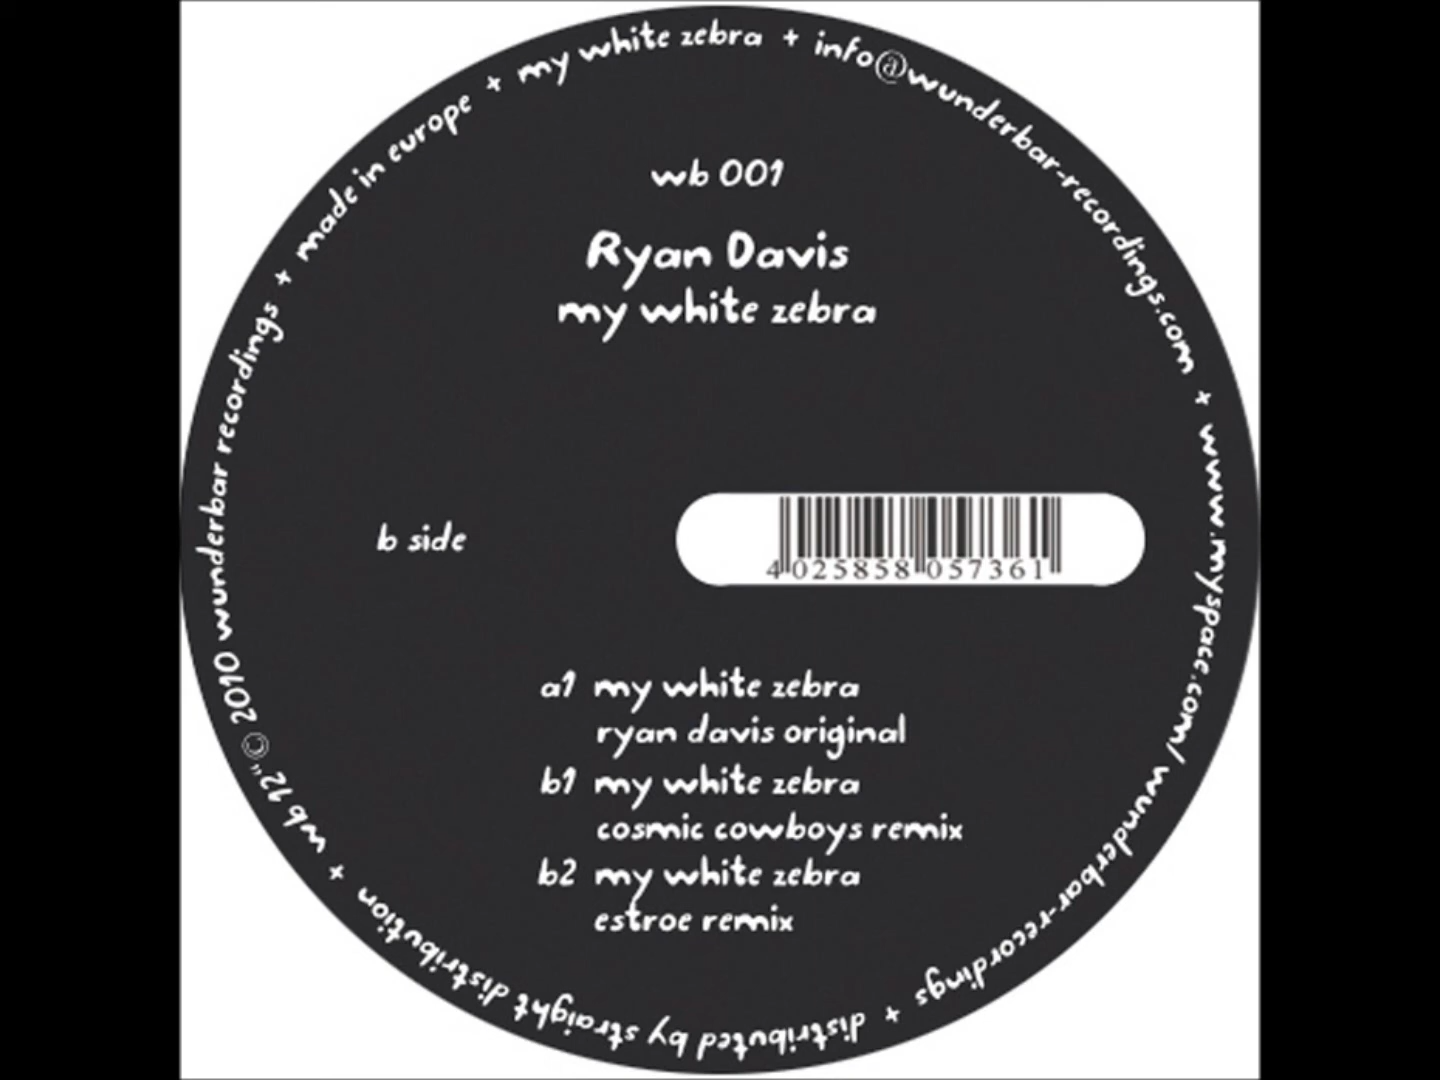 my white zebra + info@wunderbar-recordings.com + www.myspace.com/wunderbar-recordings + distributed by straight distribution + wb 12" © 2010 wunderbar recordings + made in europe +
wb 001
Ryan Davis
my white zebra
b side
4 025858 057361
a1 my white zebra
ryan davis original
b1 my white zebra
cosmic cowboys remix
b2 my white zebra
estroe remix